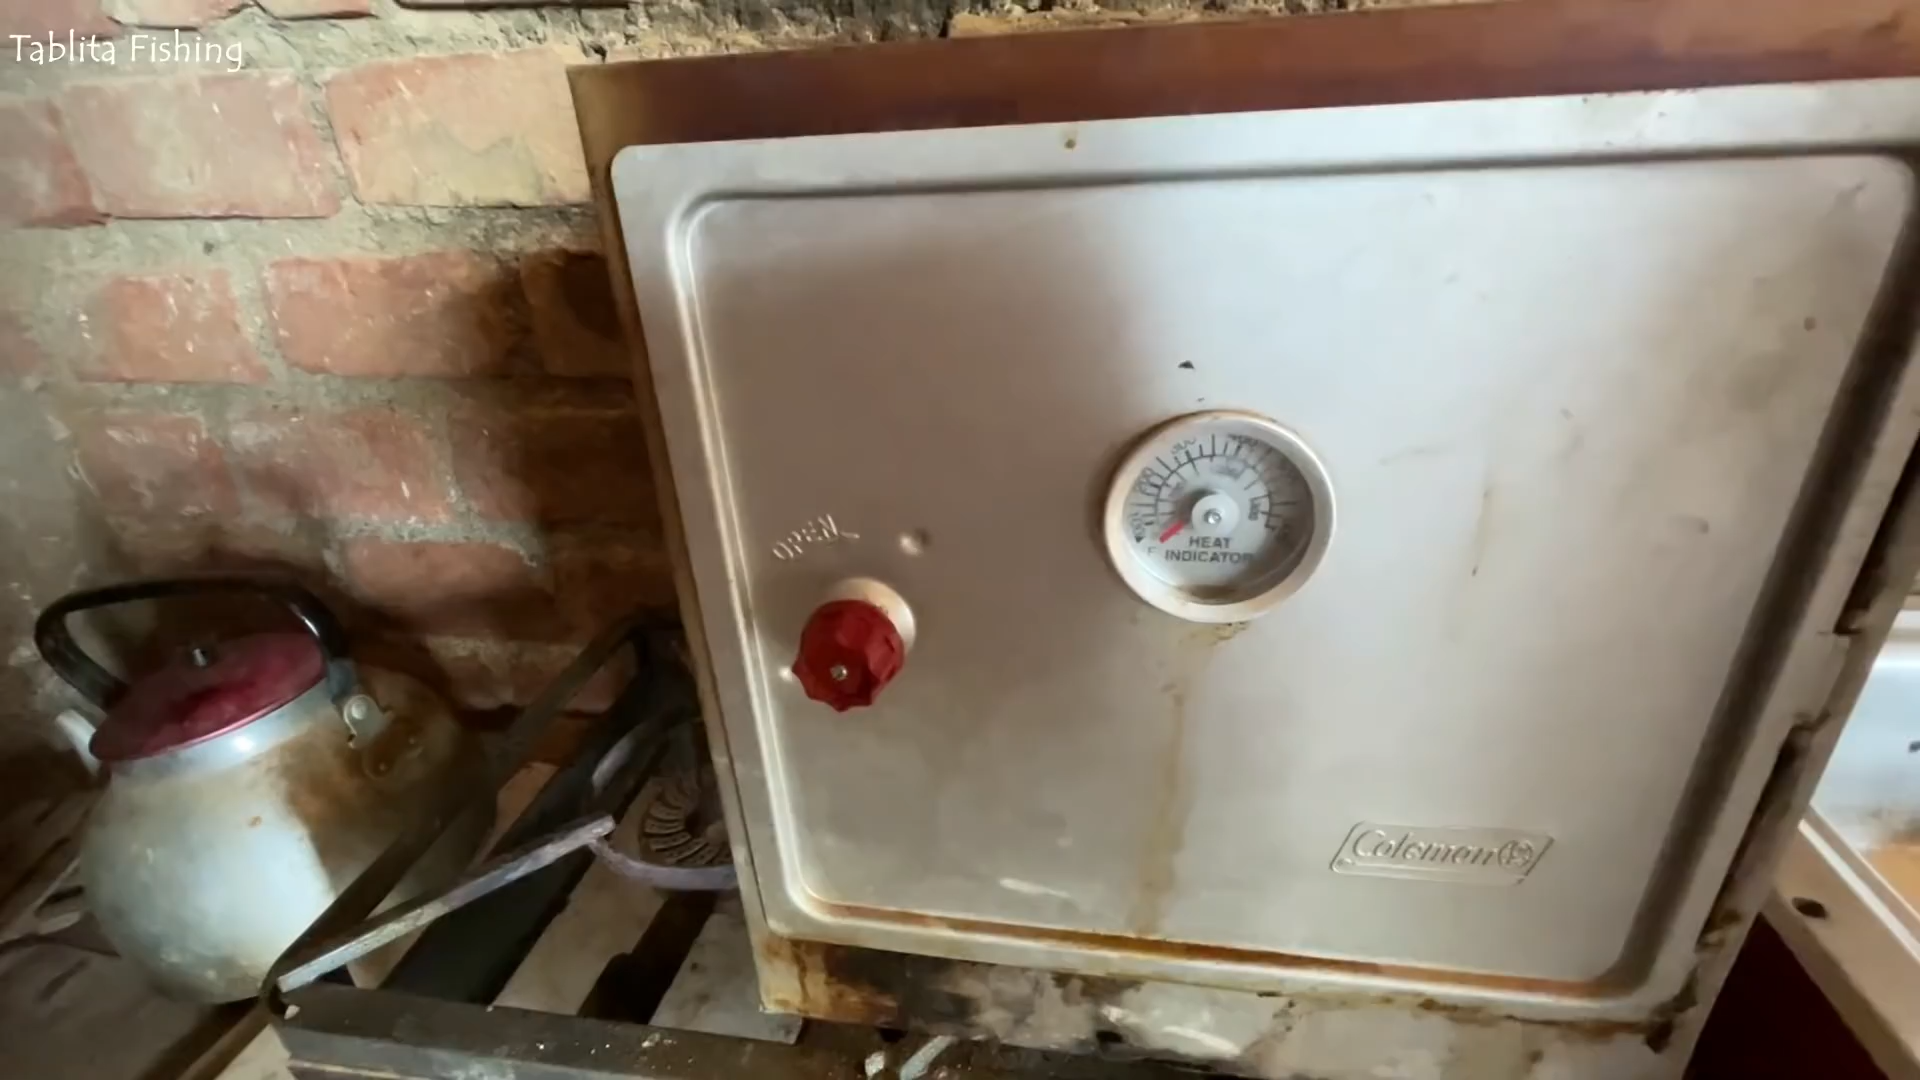 Tablita Fishing
OPEN
HEAT
INDICATOR
F
Coleman